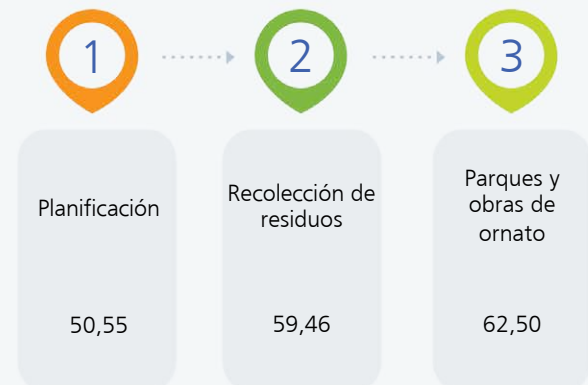 1
2
3
Planificación
50,55
Recolección de
residuos
59,46
Parques y
obras de
ornato
62,50